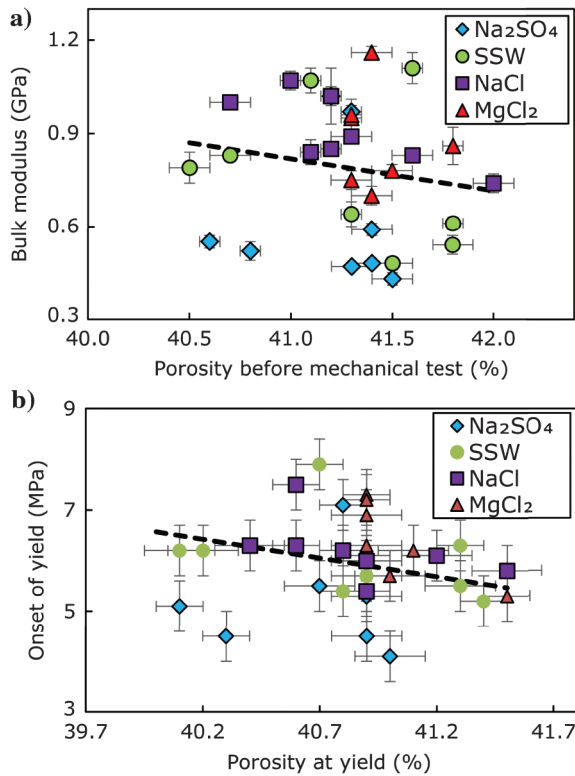 a)
Bulk modulus (GPa)
1.2
0.9
0.6
0.3
Na₂SO₄
SSW
NaCl
MgCl₂
40.0 40.5 41.0 41.5 42.0
Porosity before mechanical test (%)
b)
Onset of yield (MPa)
9
7
5
3
Na₂SO₄
SSW
NaCl
MgCl₂
39.7 40.2 40.7 41.2 41.7
Porosity at yield (%)